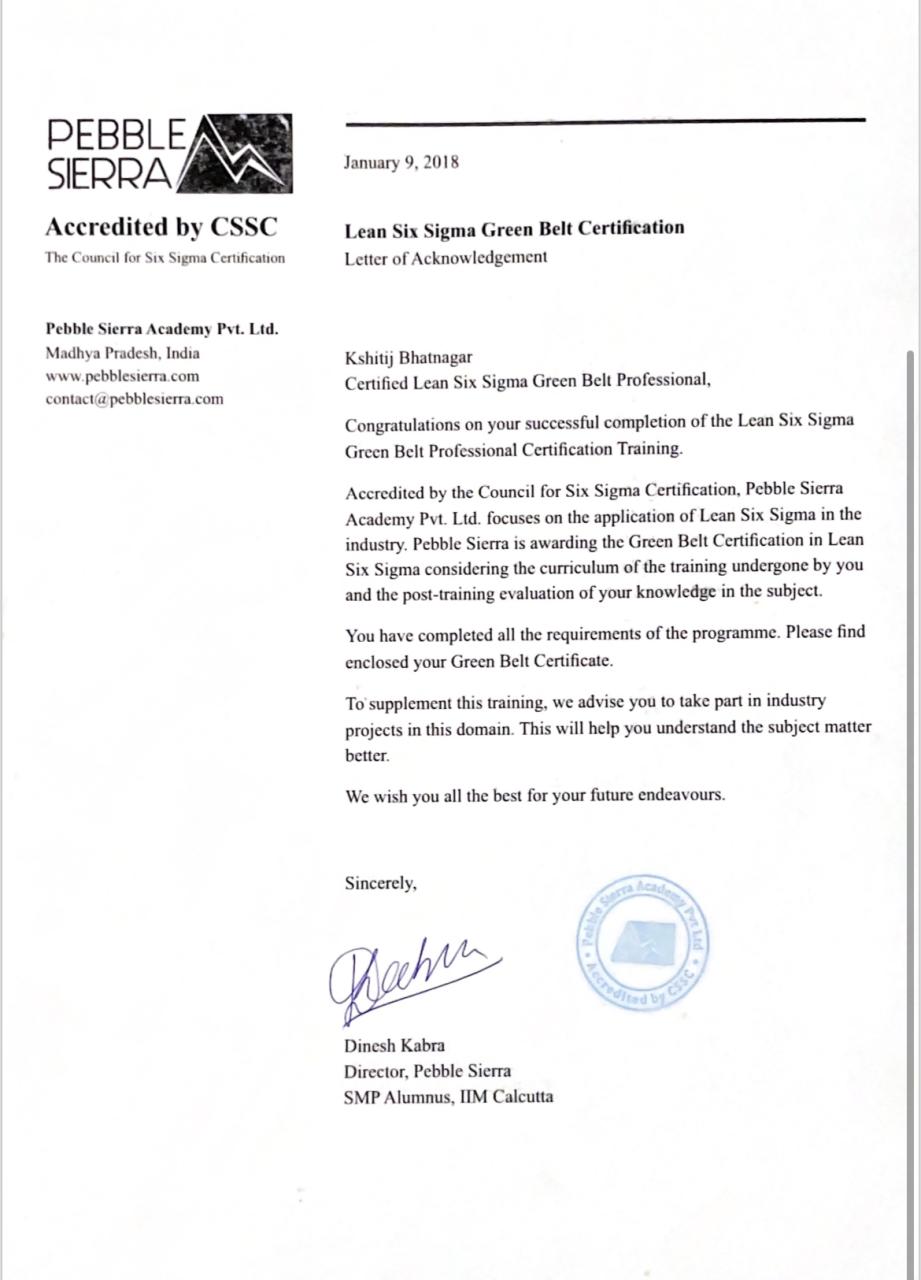 PEBBLE
SIERRA
Accredited by CSSC
The Council for Six Sigma Certification
Pebble Sierra Academy Pvt. Ltd.
Madhya Pradesh, India
www.pebblesierra.com
contact@pebblesierra.com
January 9, 2018
Lean Six Sigma Green Belt Certification
Letter of Acknowledgement
Kshitij Bhatnagar
Certified Lean Six Sigma Green Belt Professional,
Congratulations on your successful completion of the Lean Six Sigma
Green Belt Professional Certification Training.
Accredited by the Council for Six Sigma Certification, Pebble Sierra
Academy Pvt. Ltd. focuses on the application of Lean Six Sigma in the
industry. Pebble Sierra is awarding the Green Belt Certification in Lean
Six Sigma considering the curriculum of the training undergone by you
and the post-training evaluation of your knowledge in the subject.
You have completed all the requirements of the programme. Please find
enclosed your Green Belt Certificate.
To supplement this training, we advise you to take part in industry
projects in this domain. This will help you understand the subject matter
better.
We wish you all the best for your future endeavours.
Sincerely,
Pebble Sierra Academy Pvt Ltd
Accredited by CSSC
Dinesh Kabra
Director, Pebble Sierra
SMP Alumnus, IIM Calcutta